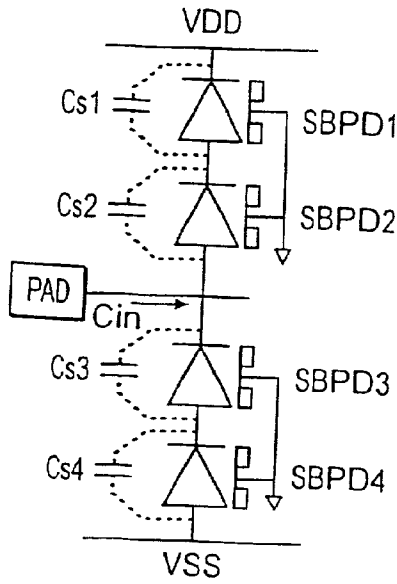 VDD
Cs1
SBPD1
Cs2
SBPD2
PAD
Cin
Cs3
SBPD3
Cs4
SBPD4
VSS